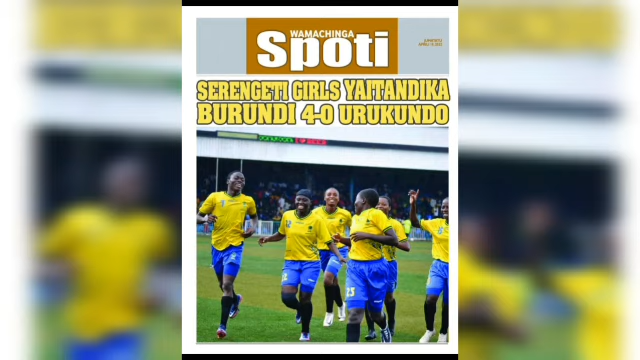 WAMACHINGA
Spoti
SERENGETI GIRLS YAITANDIKA
BURUNDI 4-0 URUKUNDO